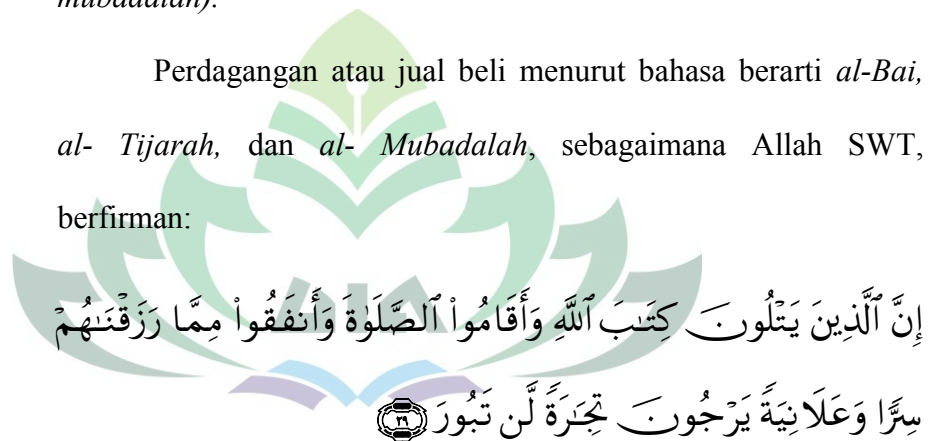 mubadalah).
Perdagangan atau jual beli menurut bahasa berarti al-Bai,
al- Tijarah, dan al- Mubadalah, sebagaimana Allah SWT,
berfirman:
إِنَّ ٱلَّذِينَ يَتْلُونَ كِتَٰبَ ٱللَّهِ وَأَقَامُوا۟ ٱلصَّلَوٰةَ وَأَنفَقُوا۟ مِمَّا رَزَقْنَٰهُمْ
سِرًّا وَعَلَانِيَةً يَرْجُونَ تِجَٰرَةً لَّن تَبُورَ ٢٩